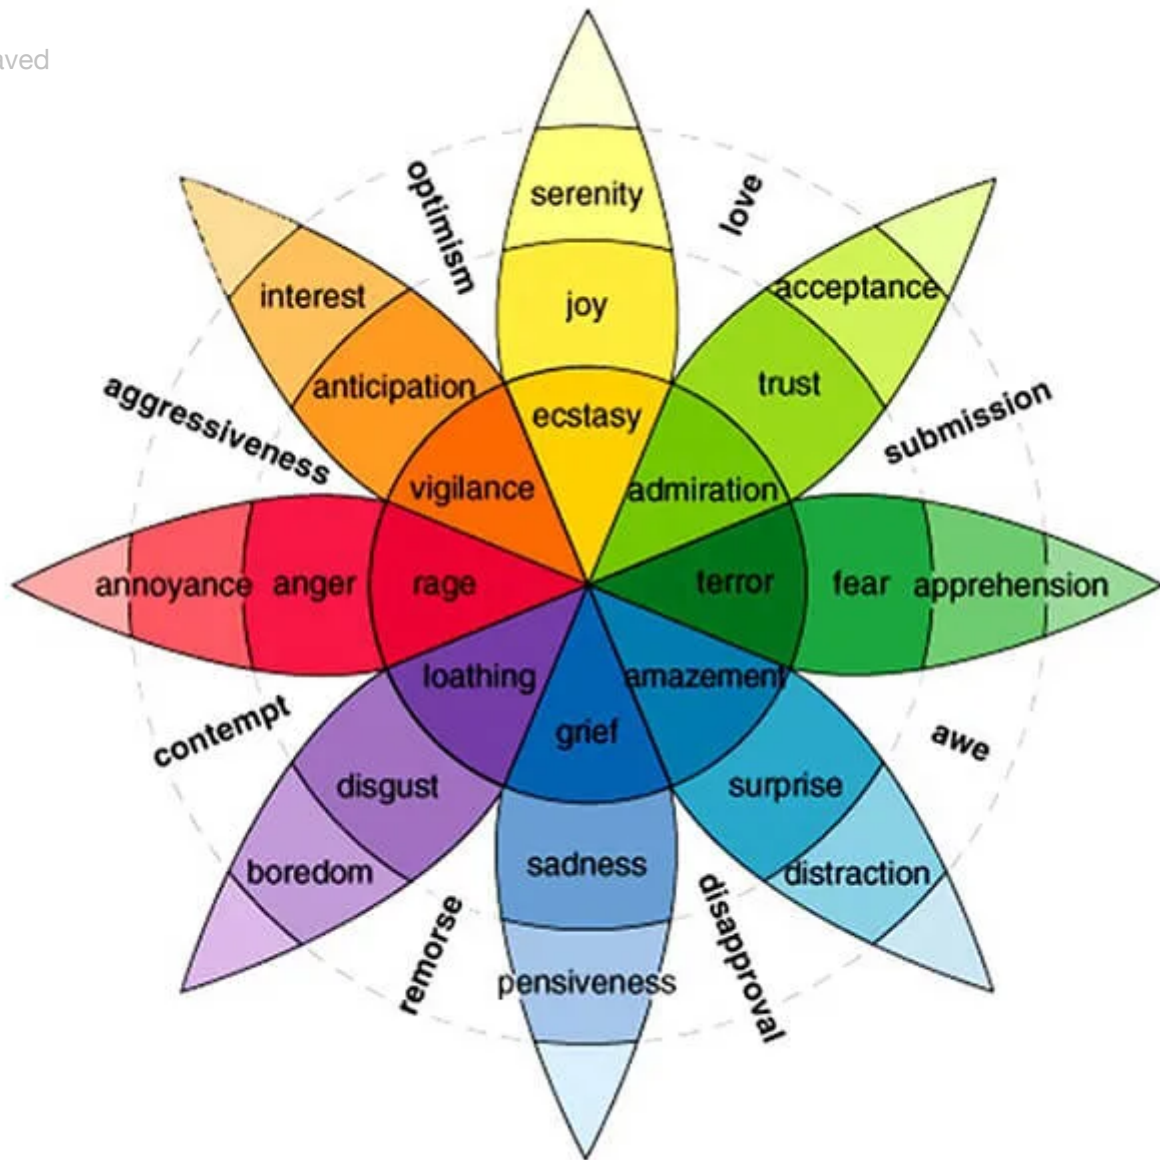 serenity
optimism
love
interest
joy
acceptance
anticipation
trust
aggressiveness
ecstasy
submission
vigilance
admiration
annoyance
anger
rage
terror
fear
apprehension
loathing
amazement
contempt
grief
awe
disgust
surprise
boredom
sadness
distraction
remorse
disapproval
pensiveness